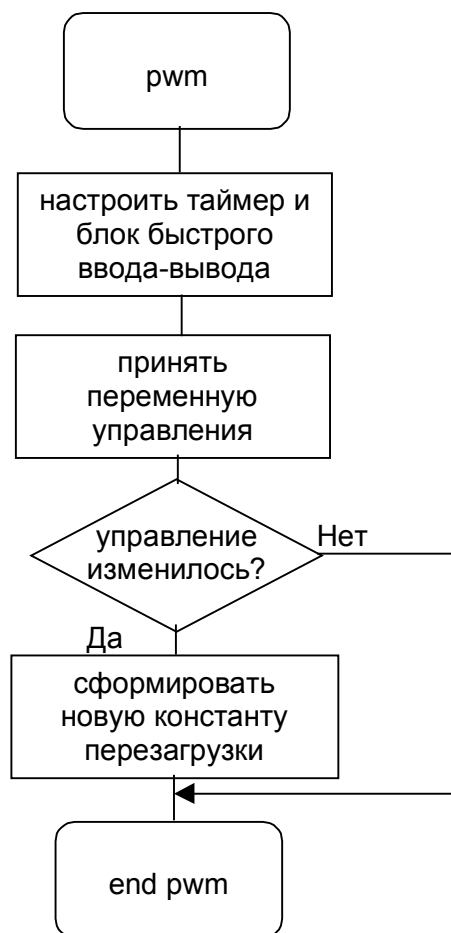 pwm
настроить таймер и
блок быстрого
ввода-вывода
принять
переменную
управления
управление
изменилось?
Нет
Да
сформировать
новую константу
перезагрузки
end pwm